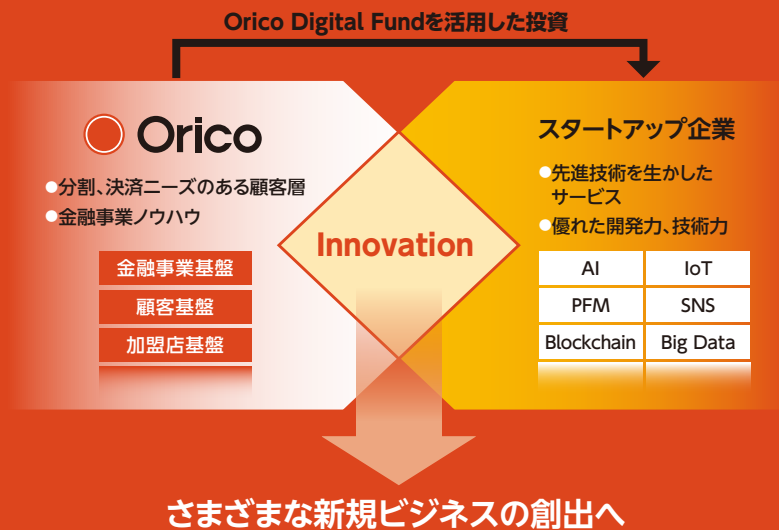 Orico Digital Fundを活用した投資
Orico
●分割、決済ニーズのある顧客層
●金融事業ノウハウ
金融事業基盤
顧客基盤
加盟店基盤
Innovation
スタートアップ企業
●先進技術を生かした
サービス
●優れた開発力、技術力
AI IoT
PFM SNS
Blockchain Big Data
さまざまな新規ビジネスの創出へ